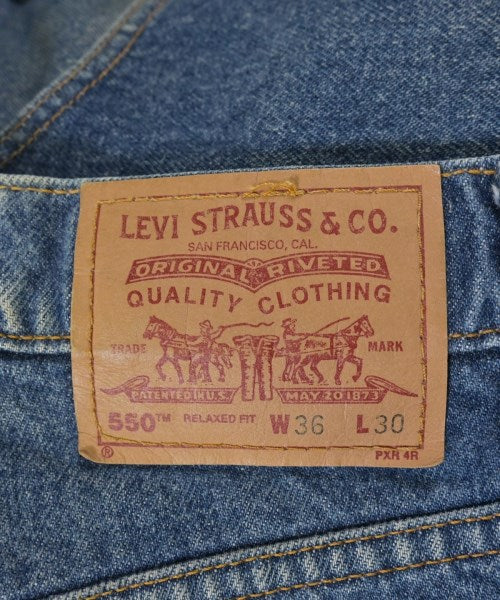 LEVI STRAUSS & CO.
SAN FRANCISCO, CAL.
ORIGINAL RIVETED
QUALITY CLOTHING
TRADE MARK
PATENTED IN U.S. MAY 20 1873
550™ RELAXED FIT W36 L30
® PXR 4R